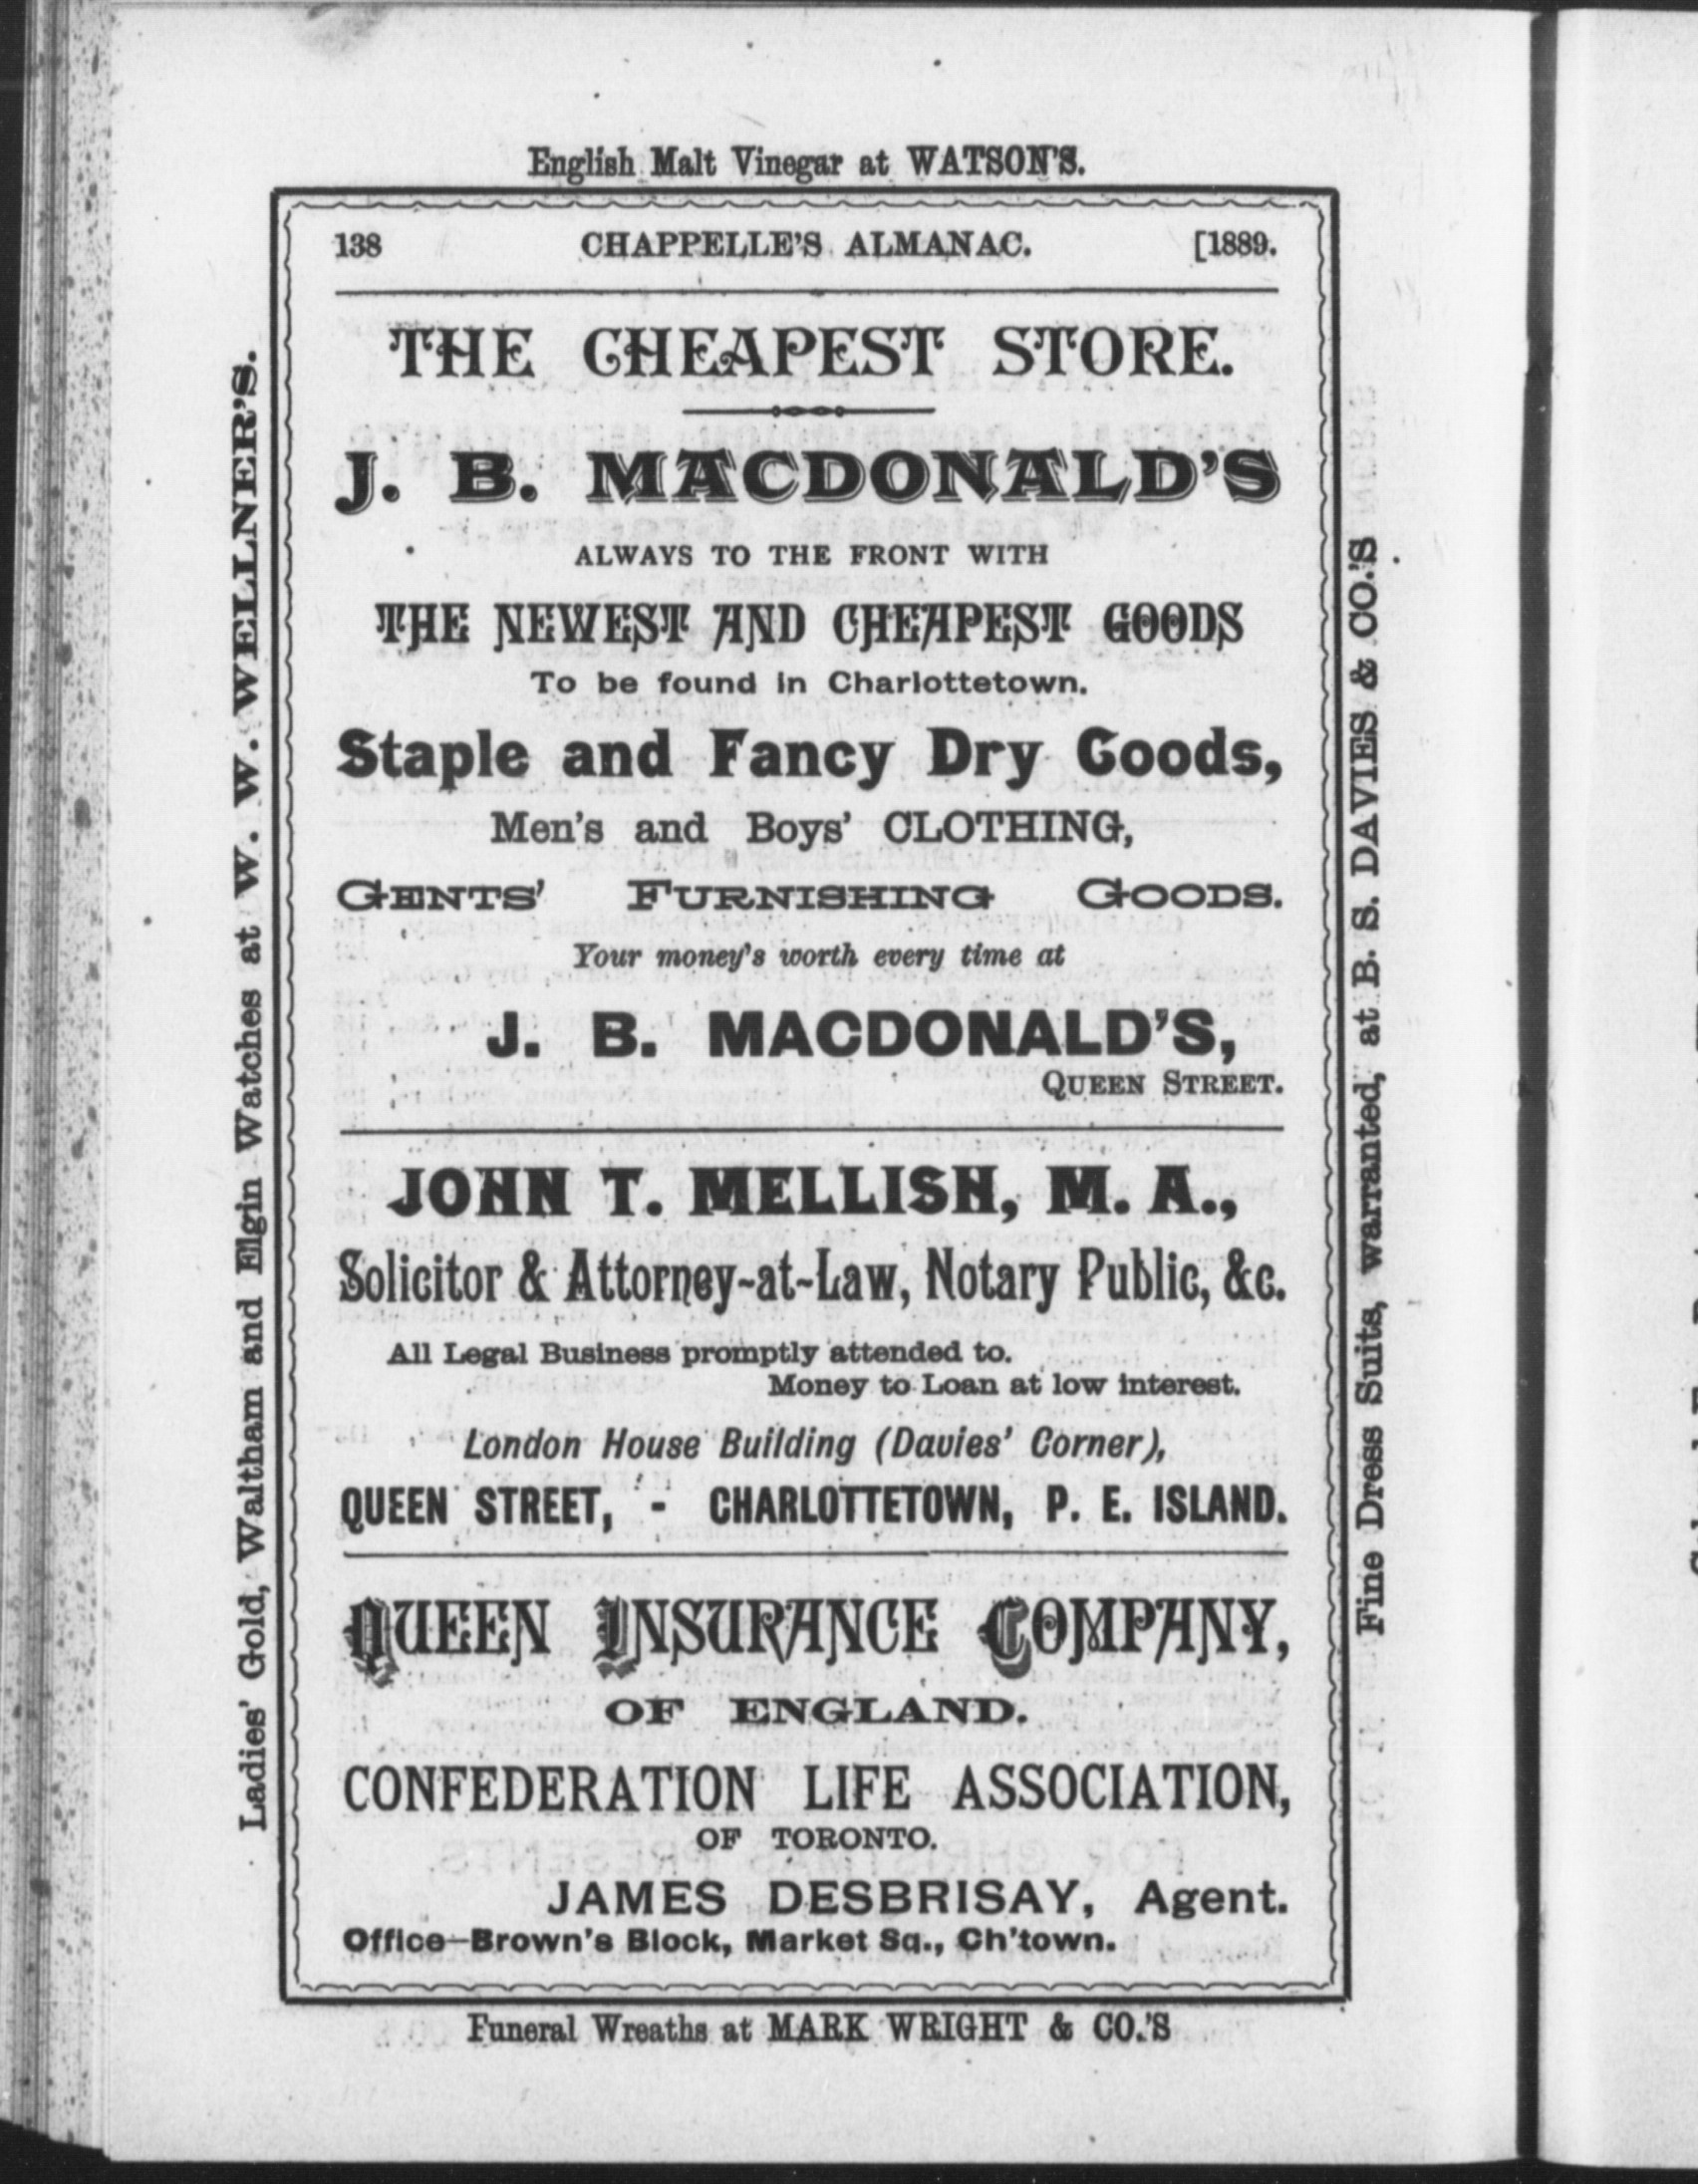 English Malt Vinegar at WATSON'S.
138 CHAPPELLE'S ALMANAC. [1889.
THE CHEAPEST STORE.
J. B. MACDONALD'S
ALWAYS TO THE FRONT WITH
THE NEWEST AND CHEAPEST GOODS
To be found in Charlottetown.
Staple and Fancy Dry Goods,
Men's and Boys' CLOTHING,
GENTS' FURNISHING GOODS.
Your money's worth every time at
J. B. MACDONALD'S,
QUEEN STREET.
JOHN T. MELLISH, M. A.,
Solicitor & Attorney-at-Law, Notary Public, &c.
All Legal Business promptly attended to.
Money to Loan at low interest.
London House Building (Davies' Corner),
QUEEN STREET, - CHARLOTTETOWN, P. E. ISLAND.
QUEEN INSURANCE COMPANY,
OF ENGLAND.
CONFEDERATION LIFE ASSOCIATION,
OF TORONTO.
JAMES DESBRISAY, Agent.
Office—Brown's Block, Market Sq., Ch'town.
Funeral Wreaths at MARK WRIGHT & CO.'S
Ladies' Gold, Waltham and Elgin Watches at W. W. WELLNER'S.
Fine Dress Suits, warranted, at B. S. DAVIES & CO.'S